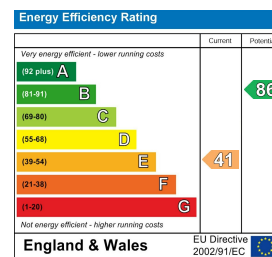 Energy Efficiency Rating
Current Potenti
Very energy efficient - lower running costs
(92 plus) A
(81-91) B
86
(69-80) C
(55-68) D
(39-54) E
41
(21-38) F
(1-20) G
Not energy efficient - higher running costs
England & Wales
EU Directive
2002/91/EC